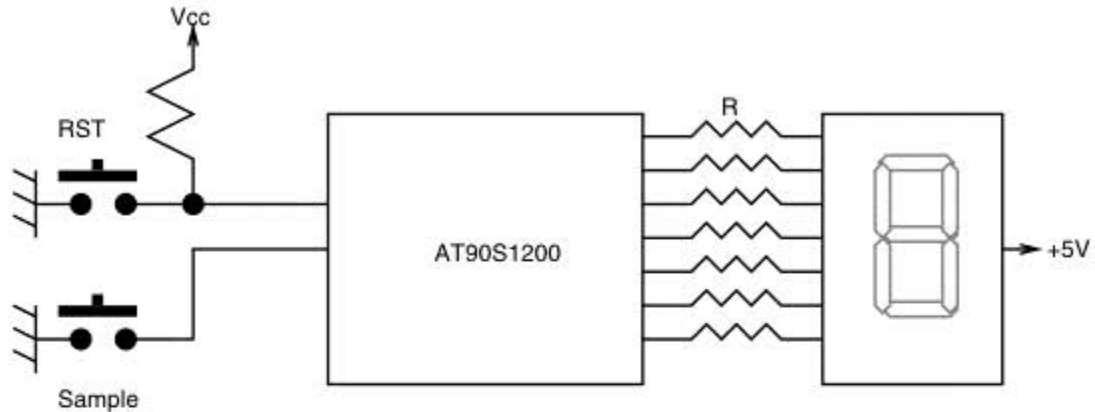 Vcc
R
RST
AT90S1200
+5V
Sample